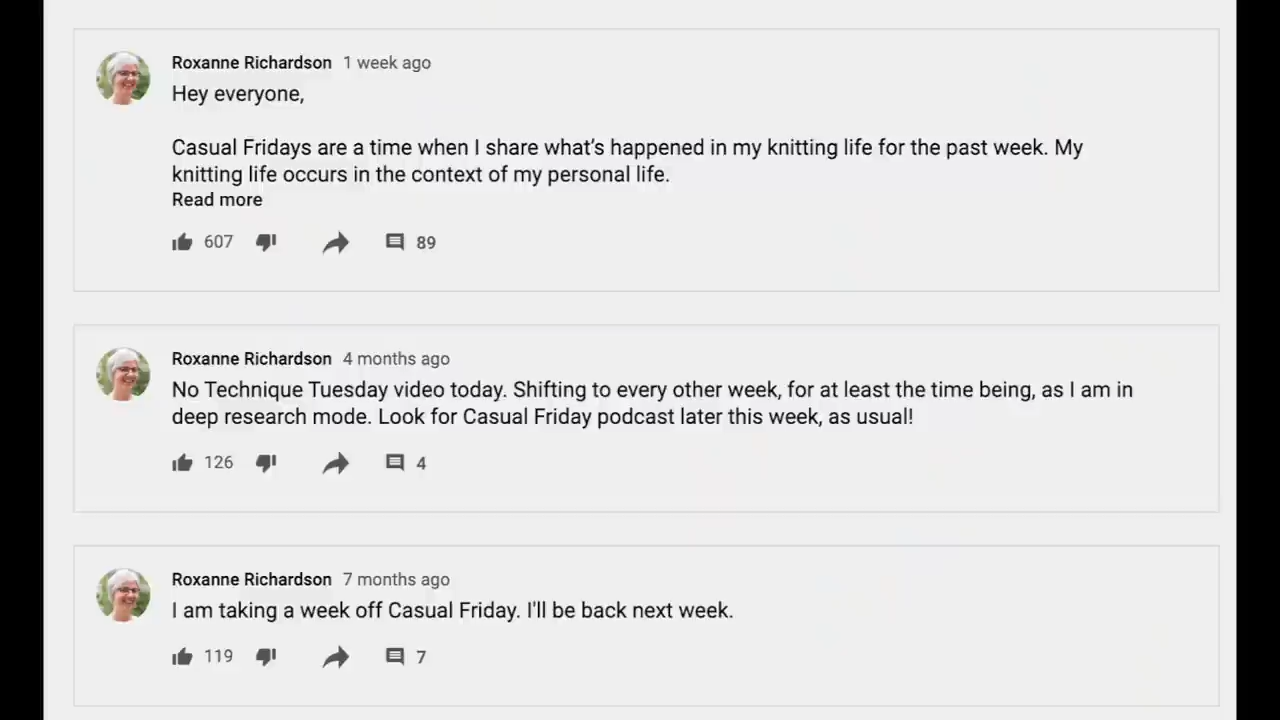 Roxanne Richardson 1 week ago
Hey everyone,
Casual Fridays are a time when I share what's happened in my knitting life for the past week. My
knitting life occurs in the context of my personal life.
Read more
607 89
Roxanne Richardson 4 months ago
No Technique Tuesday video today. Shifting to every other week, for at least the time being, as I am in
deep research mode. Look for Casual Friday podcast later this week, as usual!
126 4
Roxanne Richardson 7 months ago
I am taking a week off Casual Friday. I'll be back next week.
119 7